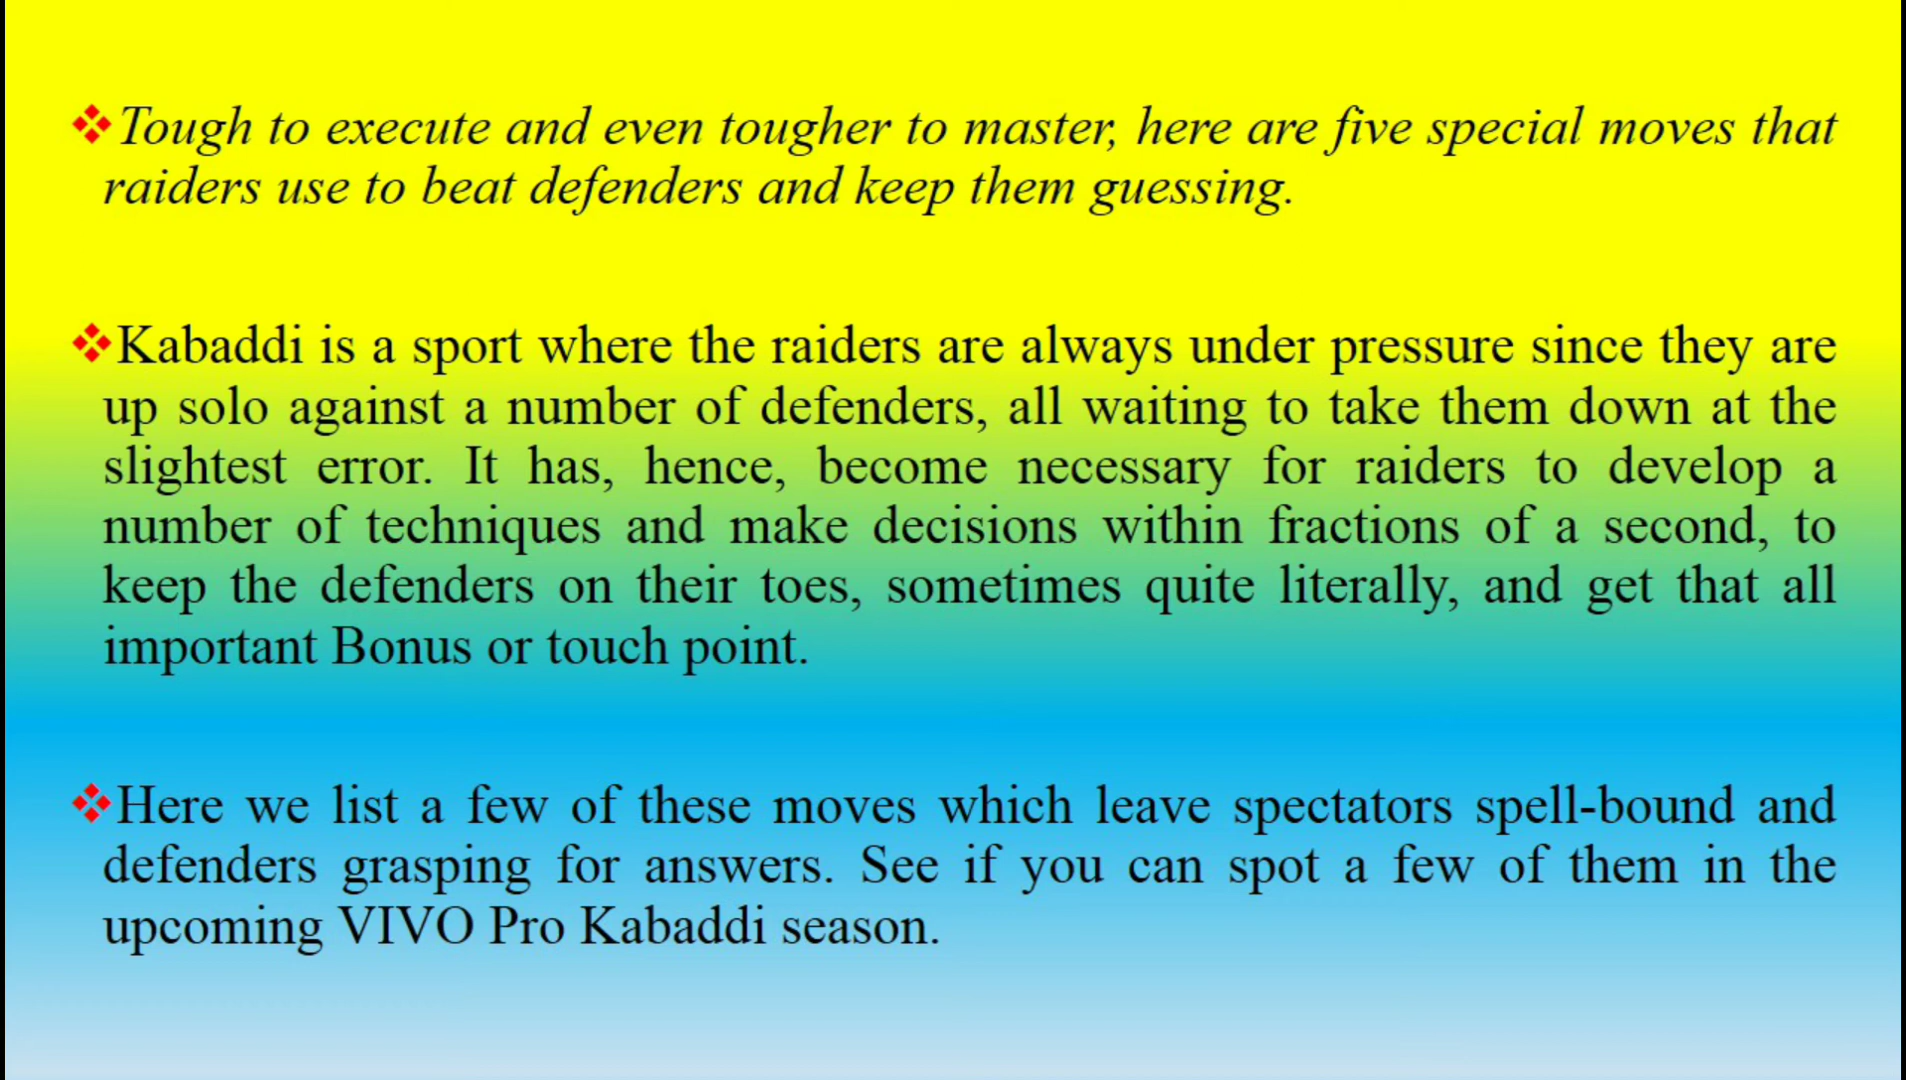 ❖Tough to execute and even tougher to master, here are five special moves that
raiders use to beat defenders and keep them guessing.
❖Kabaddi is a sport where the raiders are always under pressure since they are
up solo against a number of defenders, all waiting to take them down at the
slightest error. It has, hence, become necessary for raiders to develop a
number of techniques and make decisions within fractions of a second, to
keep the defenders on their toes, sometimes quite literally, and get that all
important Bonus or touch point.
❖Here we list a few of these moves which leave spectators spell-bound and
defenders grasping for answers. See if you can spot a few of them in the
upcoming VIVO Pro Kabaddi season.